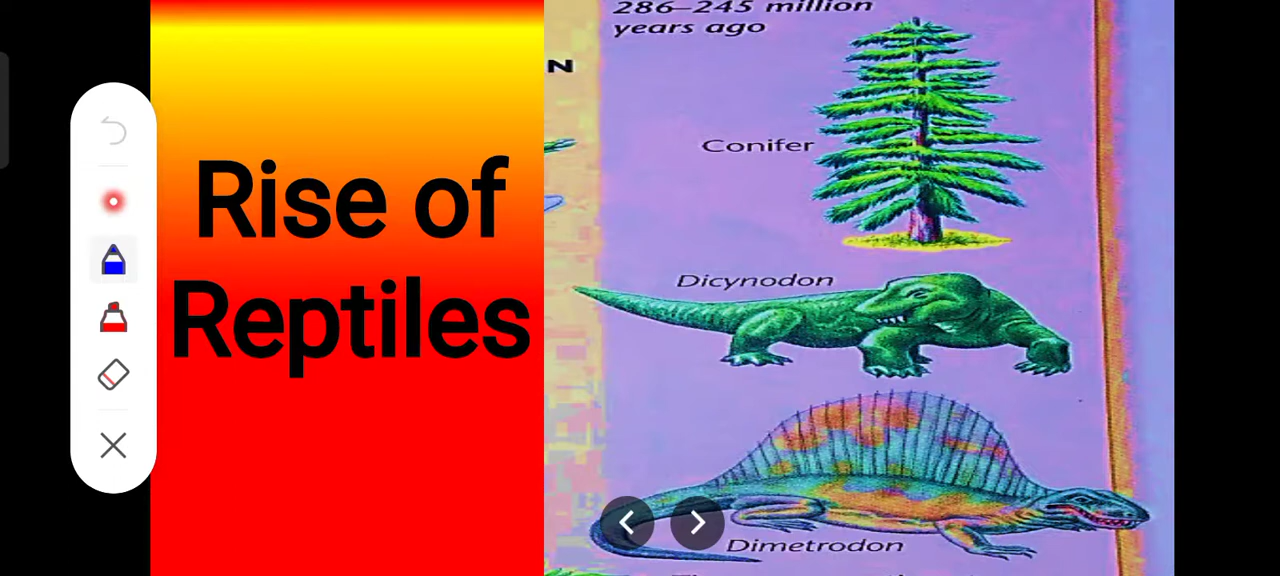 Rise of
Reptiles
286–245 million
years ago
N
Conifer
Dicynodon
Dimetrodon